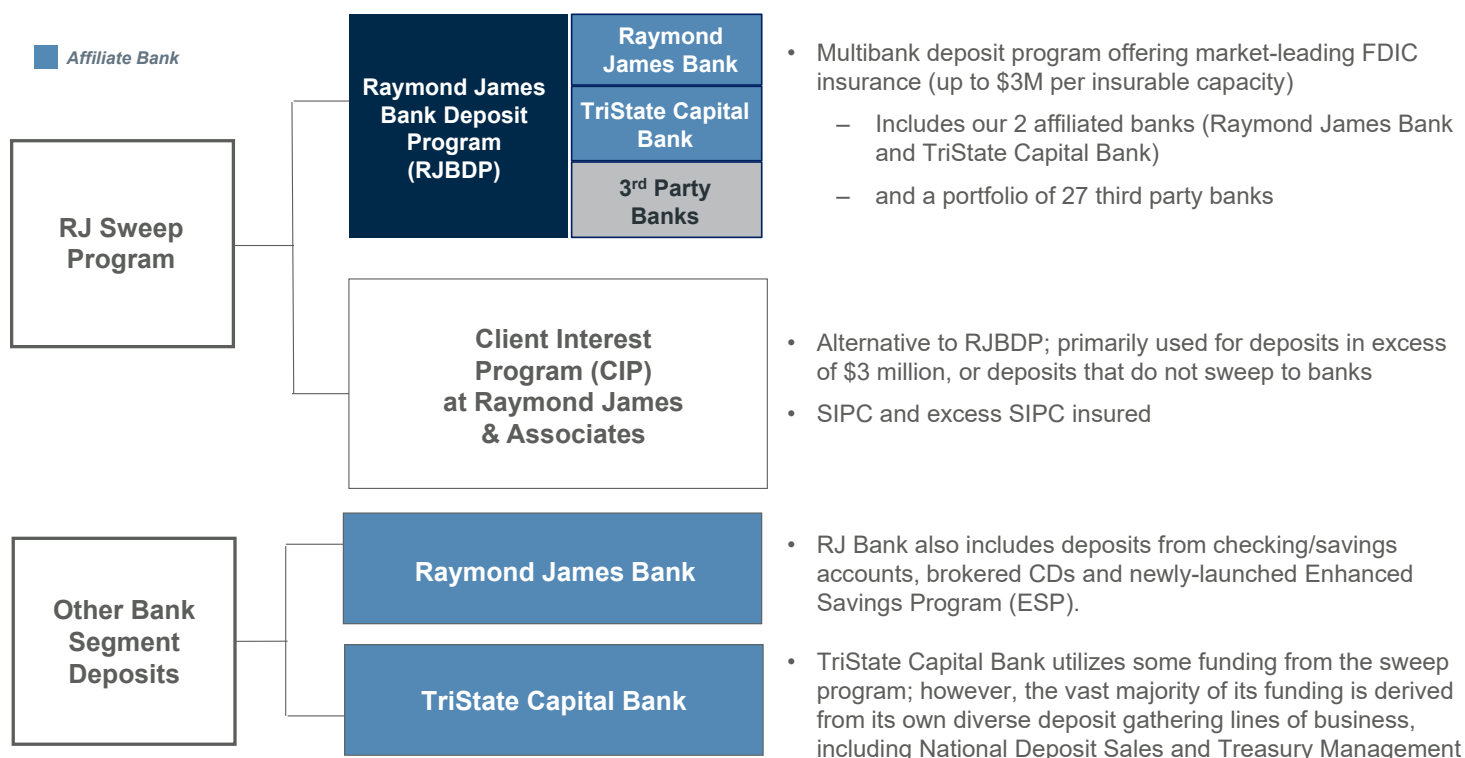 Affiliate Bank
RJ Sweep
Program
Raymond James
Bank Deposit
Program
(RJBDP)
Raymond
James Bank
TriState Capital
Bank
3rd Party
Banks
• Multibank deposit program offering market-leading FDIC
insurance (up to $3M per insurable capacity)
– Includes our 2 affiliated banks (Raymond James Bank
and TriState Capital Bank)
– and a portfolio of 27 third party banks
Client Interest
Program (CIP)
at Raymond James
& Associates
• Alternative to RJBDP; primarily used for deposits in excess
of $3 million, or deposits that do not sweep to banks
• SIPC and excess SIPC insured
Other Bank
Segment
Deposits
Raymond James Bank
• RJ Bank also includes deposits from checking/savings
accounts, brokered CDs and newly-launched Enhanced
Savings Program (ESP).
TriState Capital Bank
• TriState Capital Bank utilizes some funding from the sweep
program; however, the vast majority of its funding is derived
from its own diverse deposit gathering lines of business,
including National Deposit Sales and Treasury Management